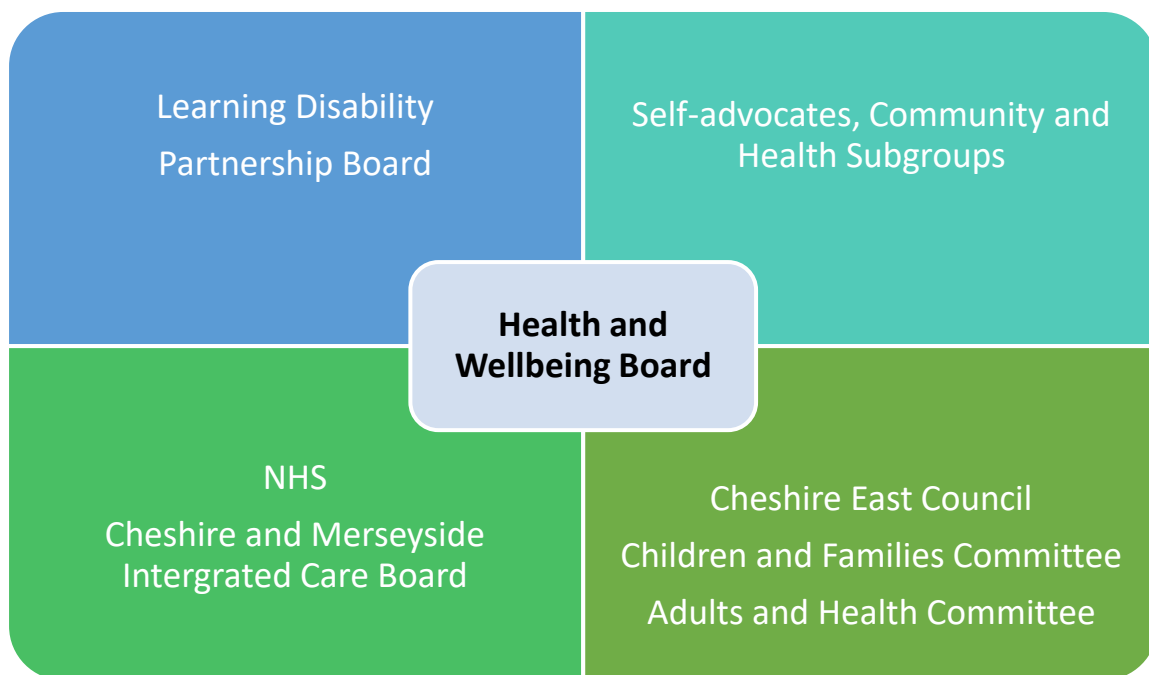 Learning Disability
Partnership Board
Self-advocates, Community and
Health Subgroups
Health and
Wellbeing Board
NHS
Cheshire and Merseyside
Intergrated Care Board
Cheshire East Council
Children and Families Committee
Adults and Health Committee